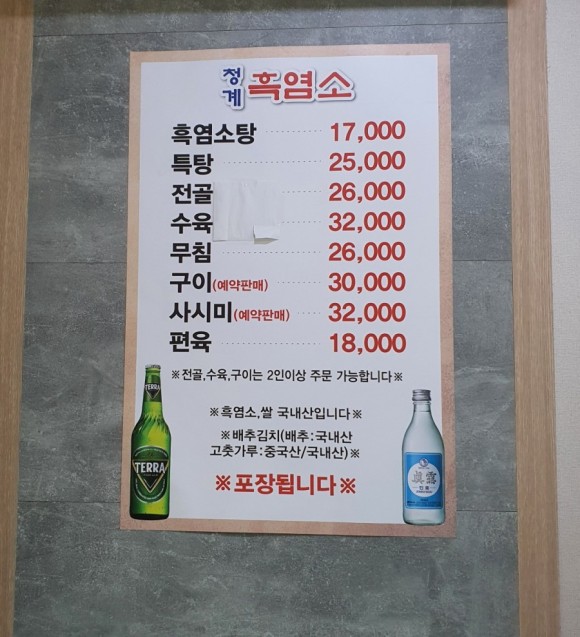 청계 흑염소
흑염소탕 17,000
특탕 25,000
전골 26,000
수육 32,000
무침 26,000
구이(예약판매) 30,000
사시미(예약판매) 32,000
편육 18,000
※전골,수육,구이는 2인이상 주문 가능합니다※
※흑염소,쌀 국내산입니다※
※배추김치(배추:국내산
고춧가루:중국산/국내산)※
※포장됩니다※
TERRA
TERRA
眞露